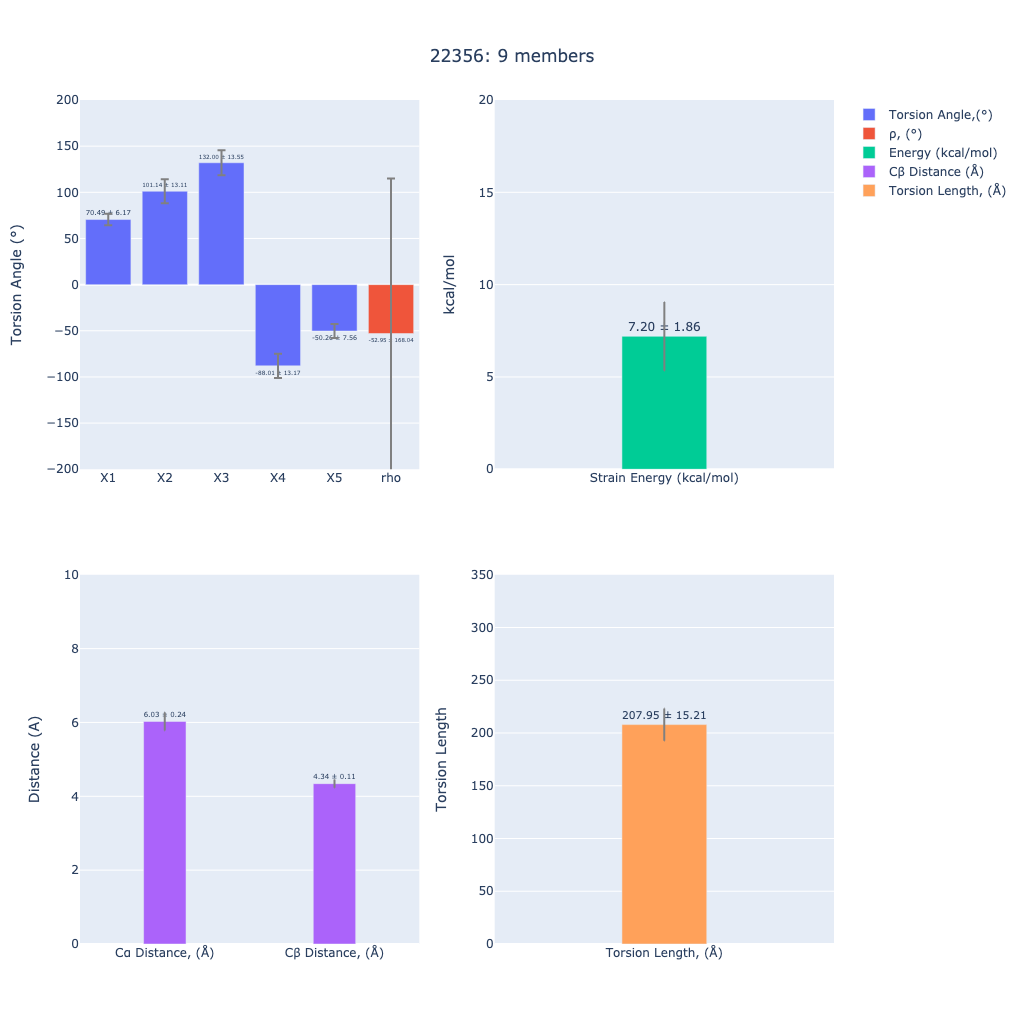 22356: 9 members
Torsion Angle (°)
200
150
100
50
0
−50
−100
−150
−200
70.49 ± 6.17
101.14 ± 13.11
132.00 ± 13.55
-88.01 ± 13.17
-50.26 ± 7.56
-52.95 ± 168.04
X1
X2
X3
X4
X5
rho
kcal/mol
20
15
10
5
0
7.20 ± 1.86
Strain Energy (kcal/mol)
Torsion Angle,(°)
ρ, (°)
Energy (kcal/mol)
Cβ Distance (Å)
Torsion Length, (Å)
Distance (A)
10
8
6
4
2
0
6.03 ± 0.24
4.34 ± 0.11
Cα Distance, (Å)
Cβ Distance, (Å)
Torsion Length
350
300
250
200
150
100
50
0
207.95 ± 15.21
Torsion Length, (Å)